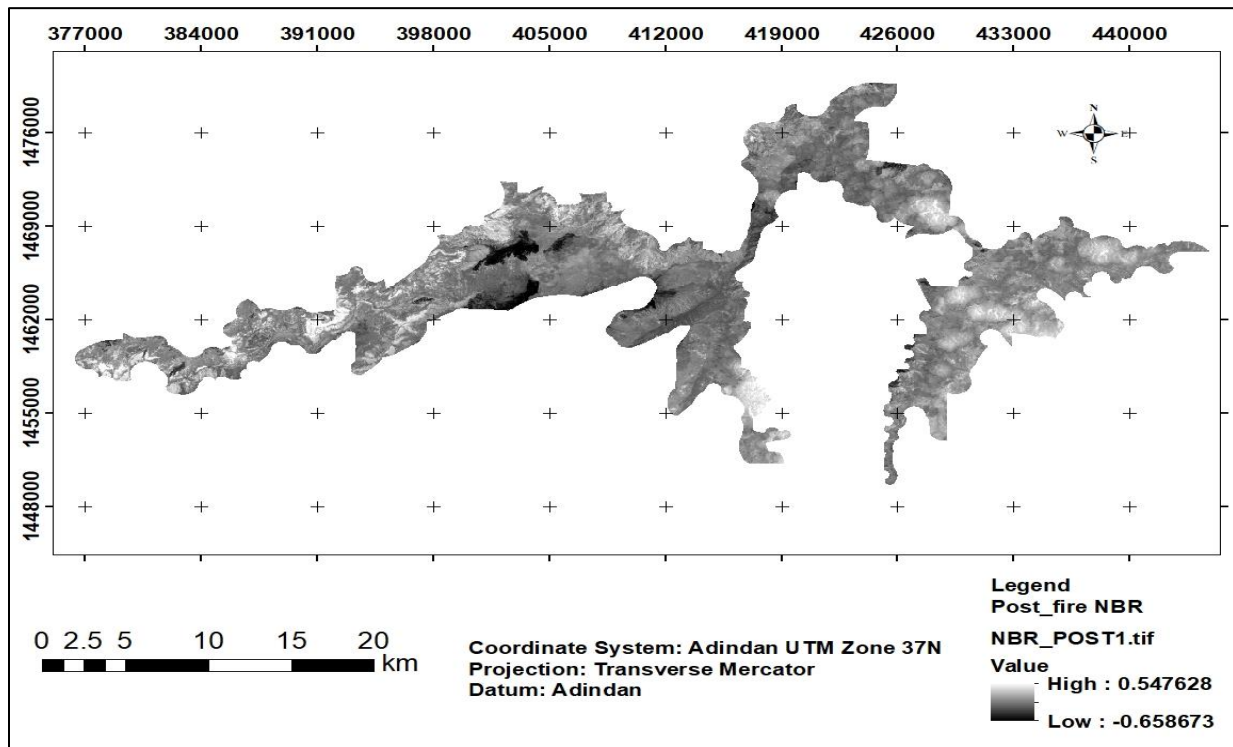 377000 384000 391000 398000 405000 412000 419000 426000 433000 440000
1476000
1469000
1462000
1455000
1448000
N
W E
S
0 2.5 5 10 15 20
km
Coordinate System: Adindan UTM Zone 37N
Projection: Transverse Mercator
Datum: Adindan
Legend
Post_fire NBR
NBR_POST1.tif
Value
High : 0.547628
Low : -0.658673